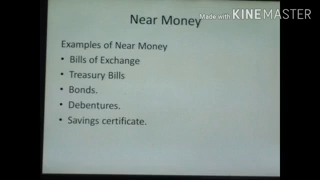 Near Money
Made with KINEMASTER
Examples of Near Money
• Bills of Exchange
• Treasury Bills
• Bonds.
• Debentures.
• Savings certificate.